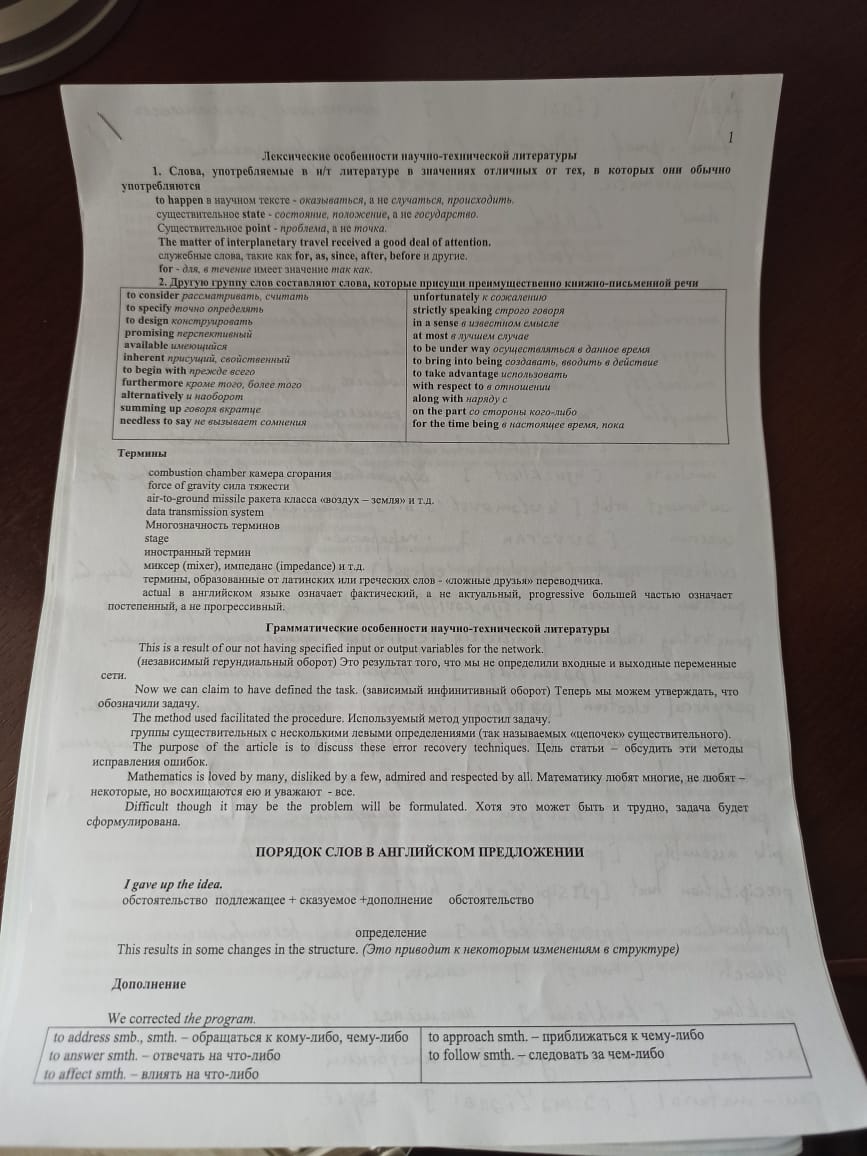 1
Лексические особенности научно-технической литературы
1. Слова, употребляемые в н/т литературе в значениях отличных от тех, в которых они обычно
употребляются
to happen в научном тексте - оказываться, а не случаться, происходить.
существительное state - состояние, положение, а не государство.
Существительное point - проблема, а не точка.
The matter of interplanetary travel received a good deal of attention.
служебные слова, такие как for, as, since, after, before и другие.
for - для, в течение имеет значение так как.
2. Другую группу слов составляют слова, которые присущи преимущественно книжно-письменной речи
to consider рассматривать, считать
to specify точно определять
to design конструировать
promising перспективный
available имеющийся
inherent присущий, свойственный
to begin with прежде всего
furthermore кроме того, более того
alternatively и наоборот
summing up говоря вкратце
needless to say не вызывает сомнения
unfortunately к сожалению
strictly speaking строго говоря
in a sense в известном смысле
at most в лучшем случае
to be under way осуществляться в данное время
to bring into being создавать, вводить в действие
to take advantage использовать
with respect to в отношении
along with наряду с
on the part со стороны кого-либо
for the time being в настоящее время, пока
Термины
combustion chamber камера сгорания
force of gravity сила тяжести
air-to-ground missile ракета класса «воздух – земля» и т.д.
data transmission system
Многозначность терминов
stage
иностранный термин
миксер (mixer), импеданс (impedance) и т.д.
термины, образованные от латинских или греческих слов - «ложные друзья» переводчика.
actual в английском языке означает фактический, а не актуальный, progressive большей частью означает
постепенный, а не прогрессивный.
Грамматические особенности научно-технической литературы
This is a result of our not having specified input or output variables for the network.
(независимый герундиальный оборот) Это результат того, что мы не определили входные и выходные переменные
сети.
Now we can claim to have defined the task. (зависимый инфинитивный оборот) Теперь мы можем утверждать, что
обозначили задачу.
The method used facilitated the procedure. Используемый метод упростил задачу.
группы существительных с несколькими левыми определениями (так называемых «цепочек» существительного).
The purpose of the article is to discuss these error recovery techniques. Цель статьи – обсудить эти методы
исправления ошибок.
Mathematics is loved by many, disliked by a few, admired and respected by all. Математику любят многие, не любят –
некоторые, но восхищаются ею и уважают - все.
Difficult though it may be the problem will be formulated. Хотя это может быть и трудно, задача будет
сформулирована.
ПОРЯДОК СЛОВ В АНГЛИЙСКОМ ПРЕДЛОЖЕНИИ
I gave up the idea.
обстоятельство подлежащее + сказуемое +дополнение обстоятельство
определение
This results in some changes in the structure. (Это приводит к некоторым изменениям в структуре)
Дополнение
We corrected the program.
to address smb., smth. – обращаться к кому-либо, чему-либо
to answer smth. – отвечать на что-либо
to affect smth. – влиять на что-либо
to approach smth. – приближаться к чему-либо
to follow smth. – следовать за чем-либо